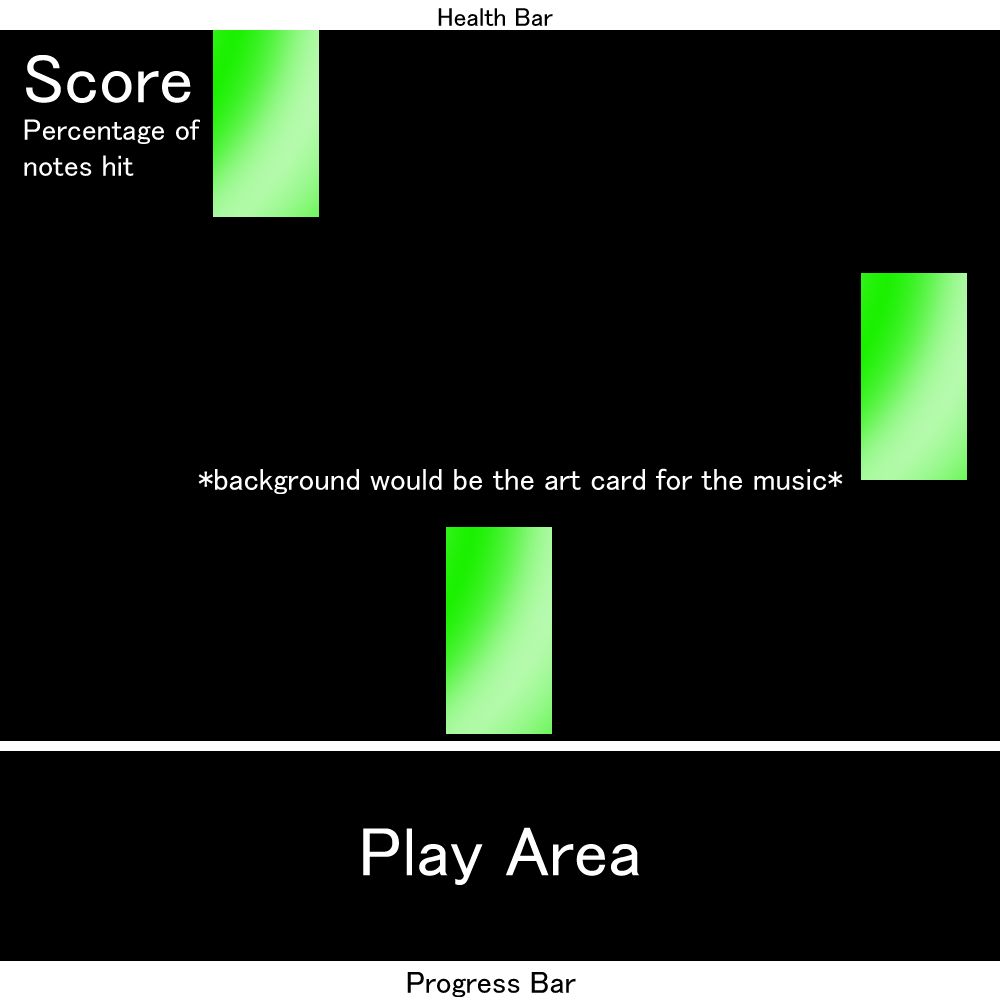 Health Bar
Score
Percentage of
notes hit
*background would be the art card for the music*
Play Area
Progress Bar